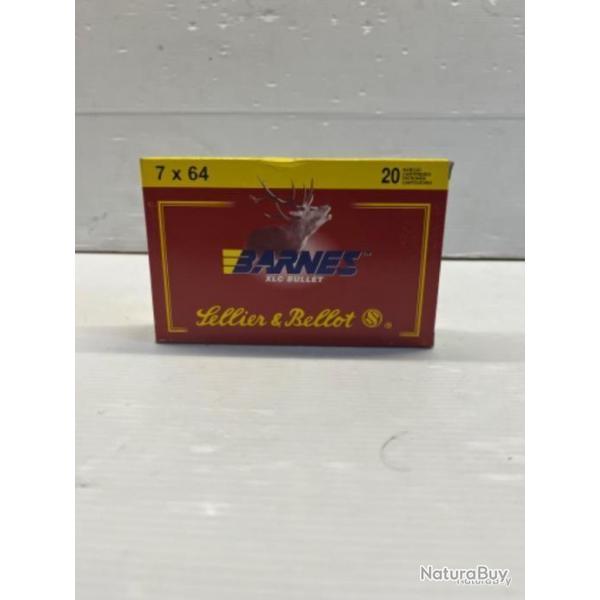 7 x 64
20
BARNES
XLC BULLET
Sellier & Bellot S ®
NaturaBuy